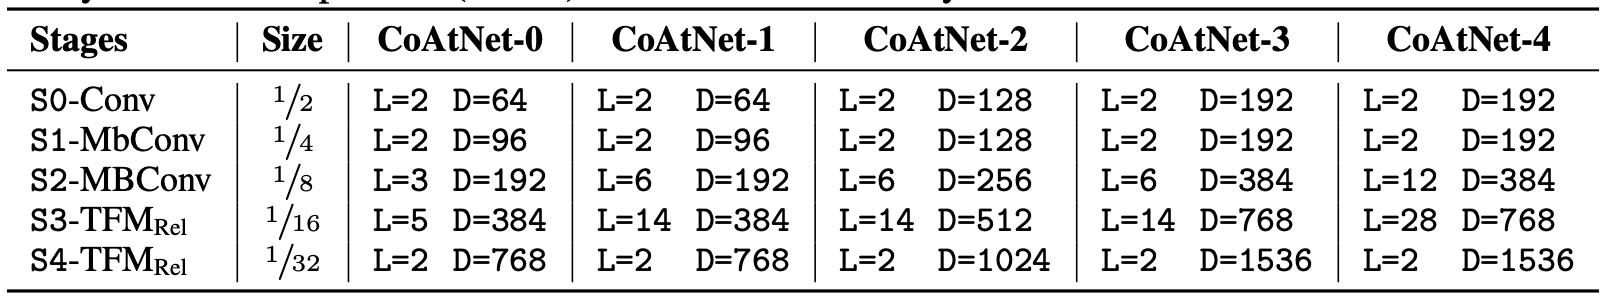 Stages Size CoAtNet-0 CoAtNet-1 CoAtNet-2 CoAtNet-3 CoAtNet-4
S0-Conv 1/2 L=2 D=64 L=2 D=64 L=2 D=128 L=2 D=192 L=2 D=192
S1-MbConv 1/4 L=2 D=96 L=2 D=96 L=2 D=128 L=2 D=192 L=2 D=192
S2-MBConv 1/8 L=3 D=192 L=6 D=192 L=6 D=256 L=6 D=384 L=12 D=384
S3-TFMRel 1/16 L=5 D=384 L=14 D=384 L=14 D=512 L=14 D=768 L=28 D=768
S4-TFMRel 1/32 L=2 D=768 L=2 D=768 L=2 D=1024 L=2 D=1536 L=2 D=1536